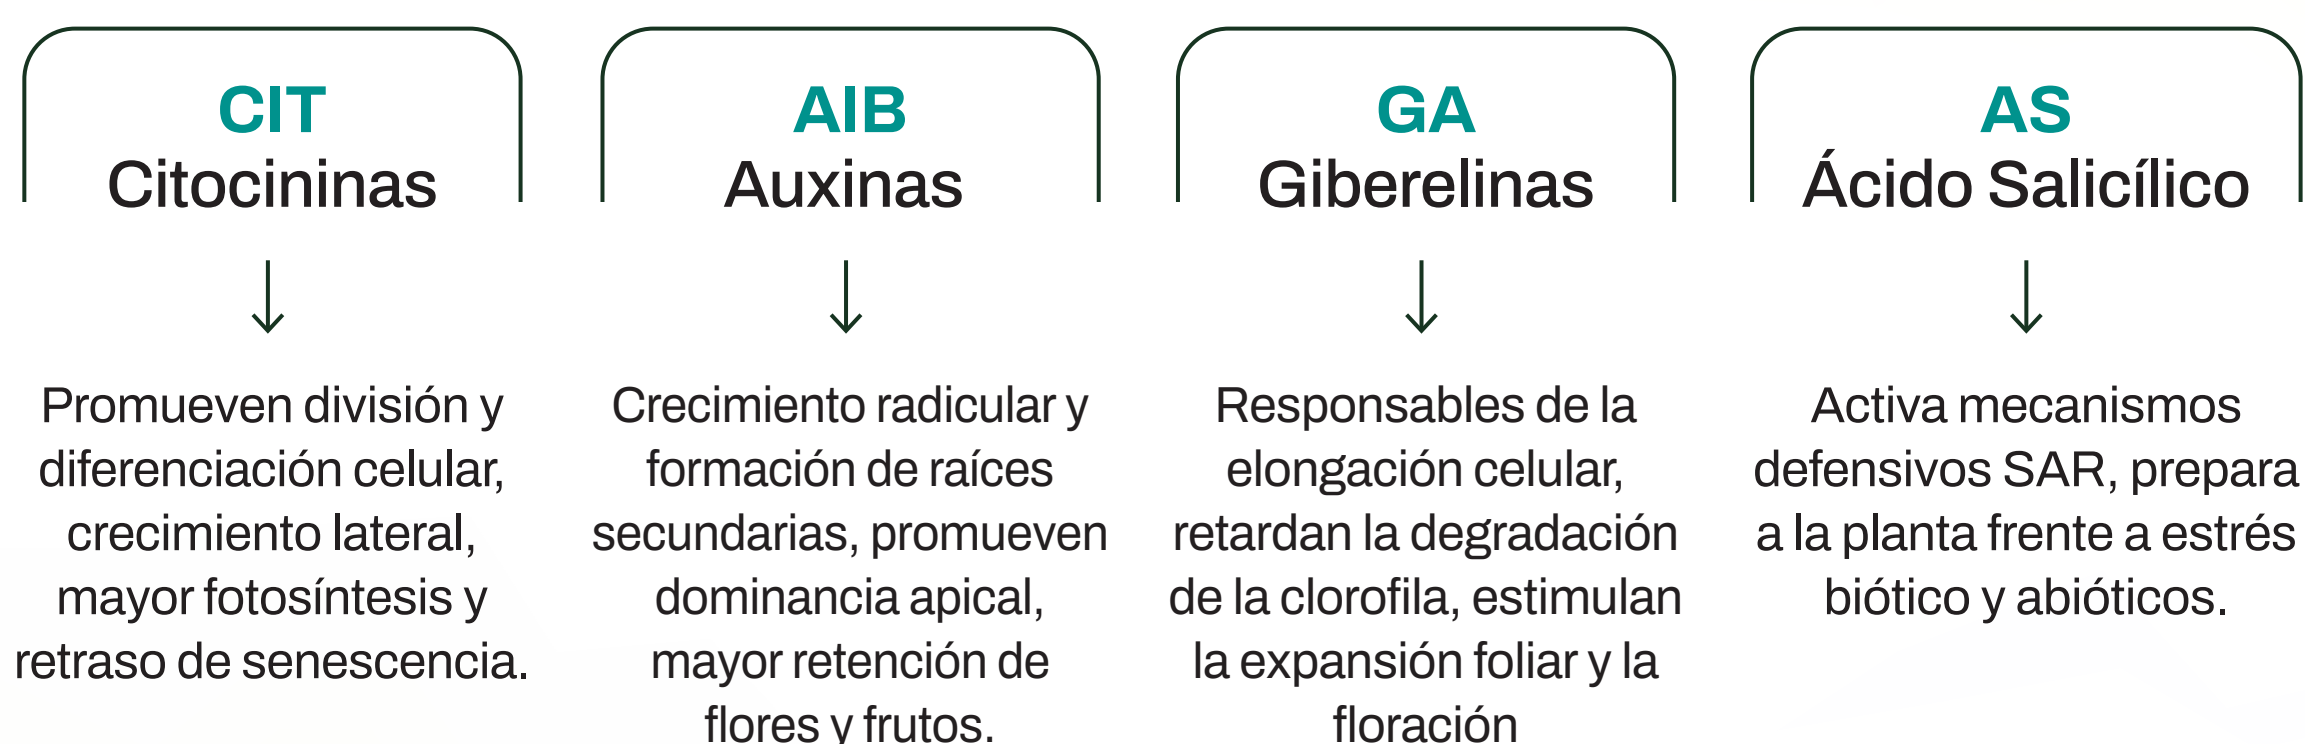 CIT
Citocininas
Promueven división y
diferenciación celular,
crecimiento lateral,
mayor fotosíntesis y
retraso de senescencia.
AIB
Auxinas
Crecimiento radicular y
formación de raíces
secundarias, promueven
dominancia apical,
mayor retención de
flores y frutos.
GA
Giberelinas
Responsables de la
elongación celular,
retardan la degradación
de la clorofila, estimulan
la expansión foliar y la
floración
AS
Ácido Salicílico
Activa mecanismos
defensivos SAR, prepara
a la planta frente a estrés
biótico y abióticos.